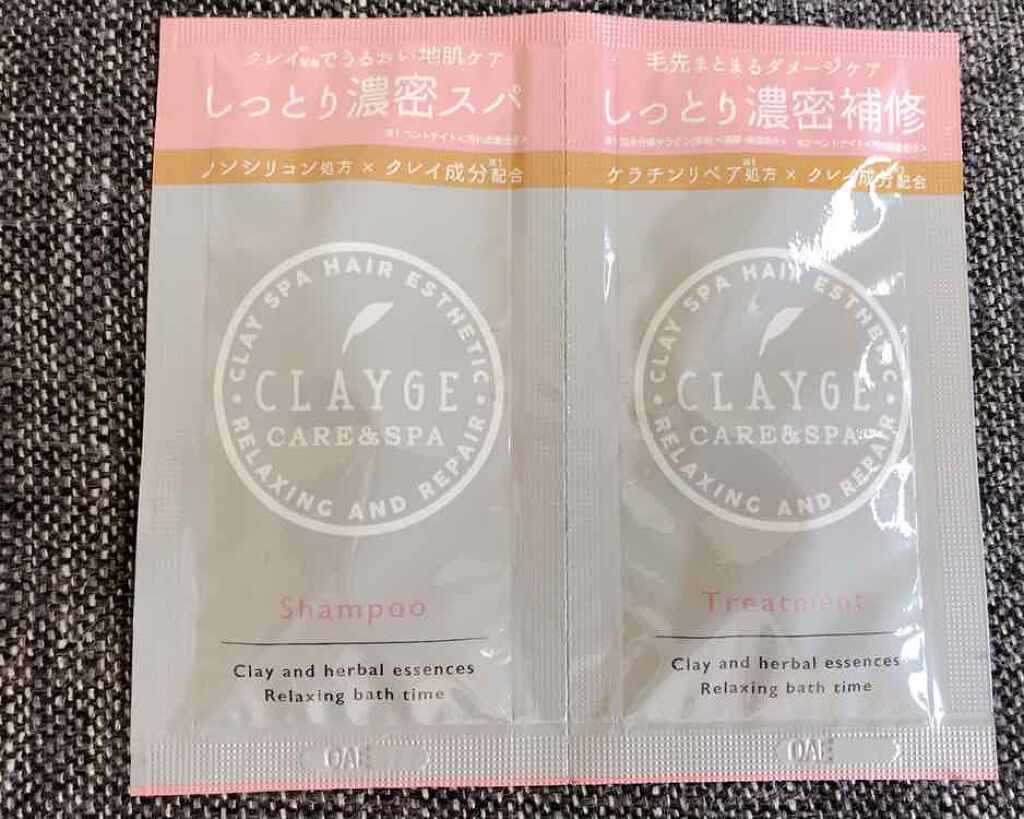 クレイ配合でうるおい地肌ケア
しっとり濃密スパ
ノンシリコン処方 × クレイ成分※1配合
CLAY SPA HAIR ESTHETIC
CLAYGE
CARE&SPA
RELAXING AND REPAIR
Shampoo
Clay and herbal essences
Relaxing bath time
毛先まとまるダメージケア
しっとり濃密補修
ケラチンリペア※1処方 × クレイ成分配合
CLAY SPA HAIR ESTHETIC
CLAYGE
CARE&SPA
RELAXING AND REPAIR
Treatment
Clay and herbal essences
Relaxing bath time